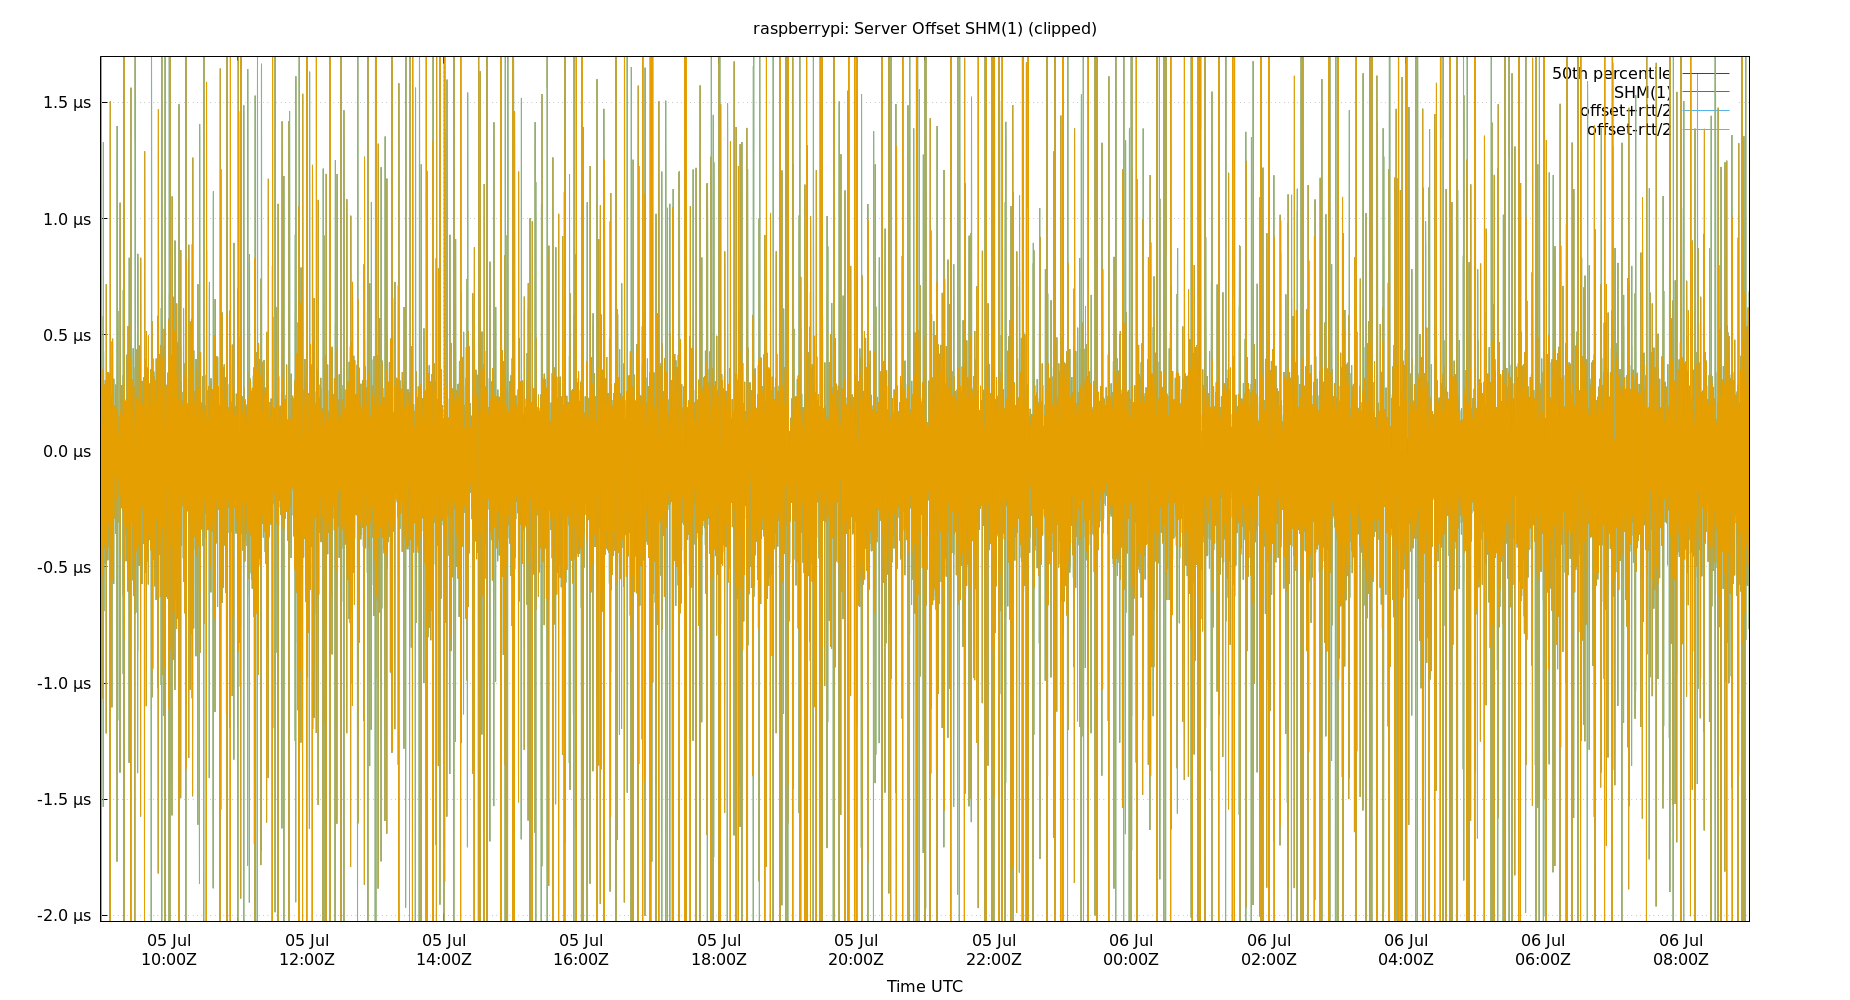 raspberrypi: Server Offset SHM(1) (clipped)
50th percentile
SHM(1)
offset+rtt/2
offset-rtt/2
1.5 µs
1.0 µs
0.5 µs
0.0 µs
-0.5 µs
-1.0 µs
-1.5 µs
-2.0 µs
05 Jul 05 Jul 05 Jul 05 Jul 05 Jul 05 Jul 05 Jul 06 Jul 06 Jul 06 Jul 06 Jul 06 Jul
10:00Z 12:00Z 14:00Z 16:00Z 18:00Z 20:00Z 22:00Z 00:00Z 02:00Z 04:00Z 06:00Z 08:00Z
Time UTC